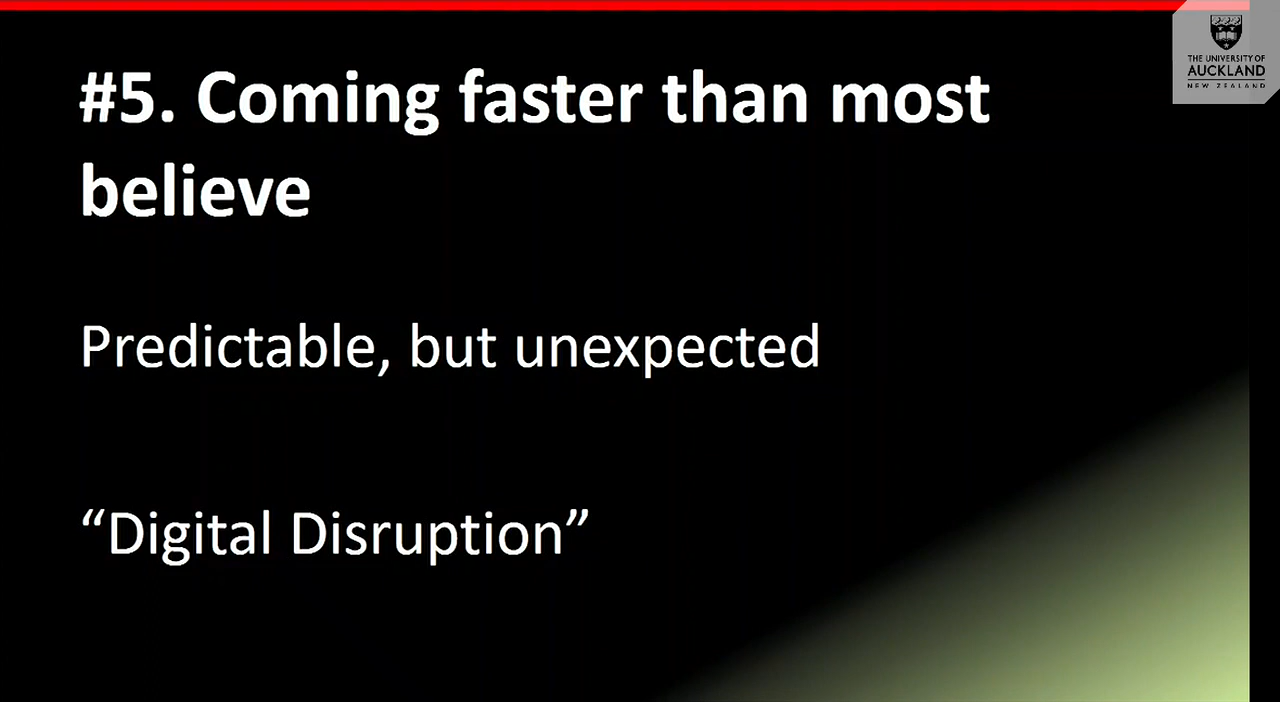 #5. Coming faster than most
believe
Predictable, but unexpected
“Digital Disruption”
THE UNIVERSITY OF
AUCKLAND
NEW ZEALAND